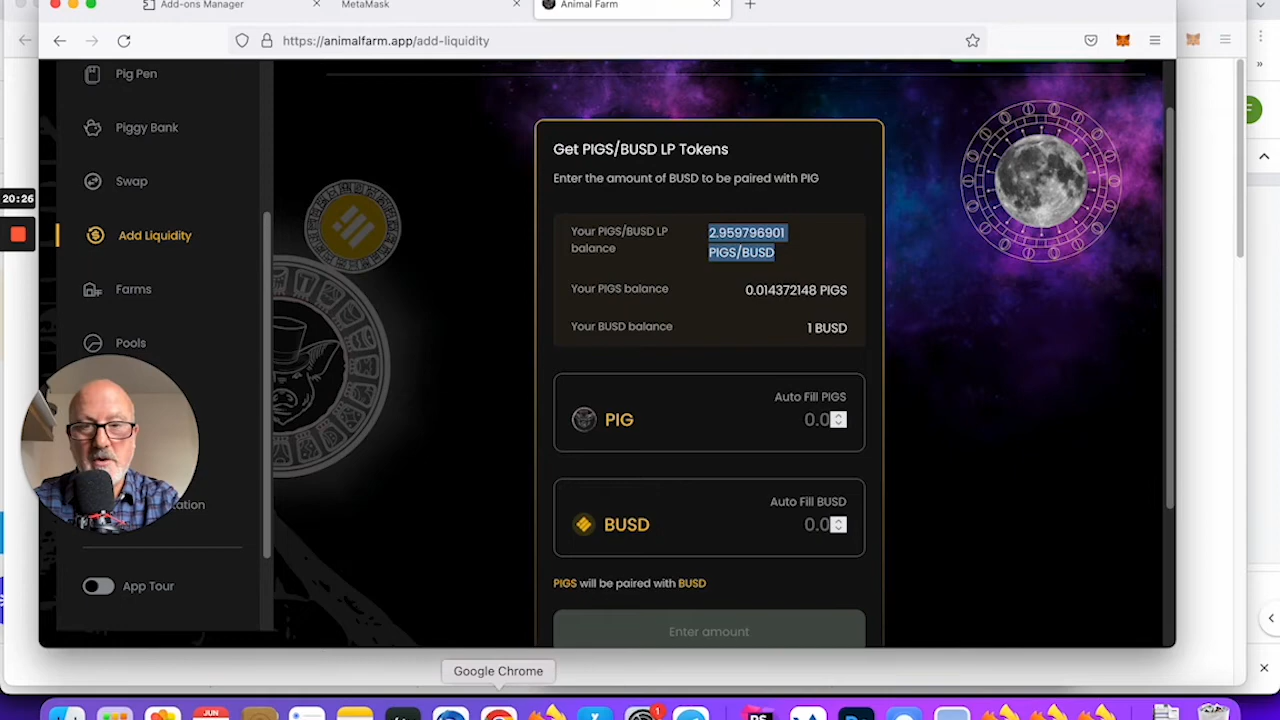 Add-ons Manager
MetaMask
Animal Farm
https://animalfarm.app/add-liquidity
Pig Pen
Piggy Bank
20:26
Swap
Add Liquidity
Farms
Pools
tation
App Tour
Get PIGS/BUSD LP Tokens
Enter the amount of BUSD to be paired with PIG
Your PIGS/BUSD LP
balance
2.959796901
PIGS/BUSD
Your PIGS balance
0.014372148 PIGS
Your BUSD balance
1 BUSD
Auto Fill PIGS
PIG
0.0
Auto Fill BUSD
BUSD
0.0
PIGS will be paired with BUSD
Enter amount
Google Chrome
JUN
1